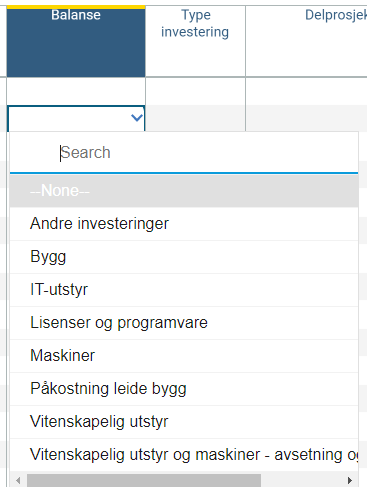 Balanse
Type
investering
Delprosjek
Search
--None--
Andre investeringer
Bygg
IT-utstyr
Lisenser og programvare
Maskiner
Påkostning leide bygg
Vitenskapelig utstyr
Vitenskapelig utstyr og maskiner - avsetning og